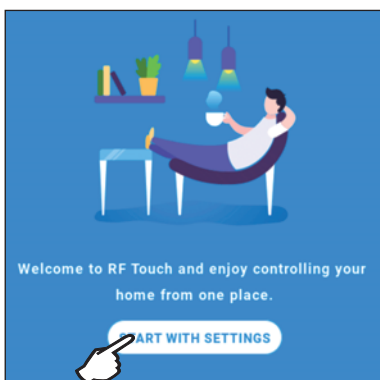 Welcome to RF Touch and enjoy controlling your
home from one place.
START WITH SETTINGS